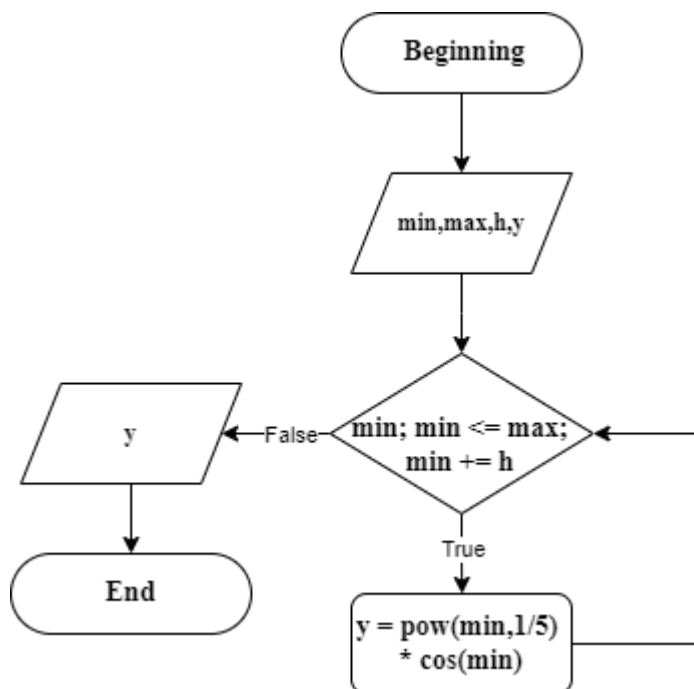 Beginning
min,max,h,y
min; min <= max;
min += h
False
y
True
End
y = pow(min,1/5)
* cos(min)